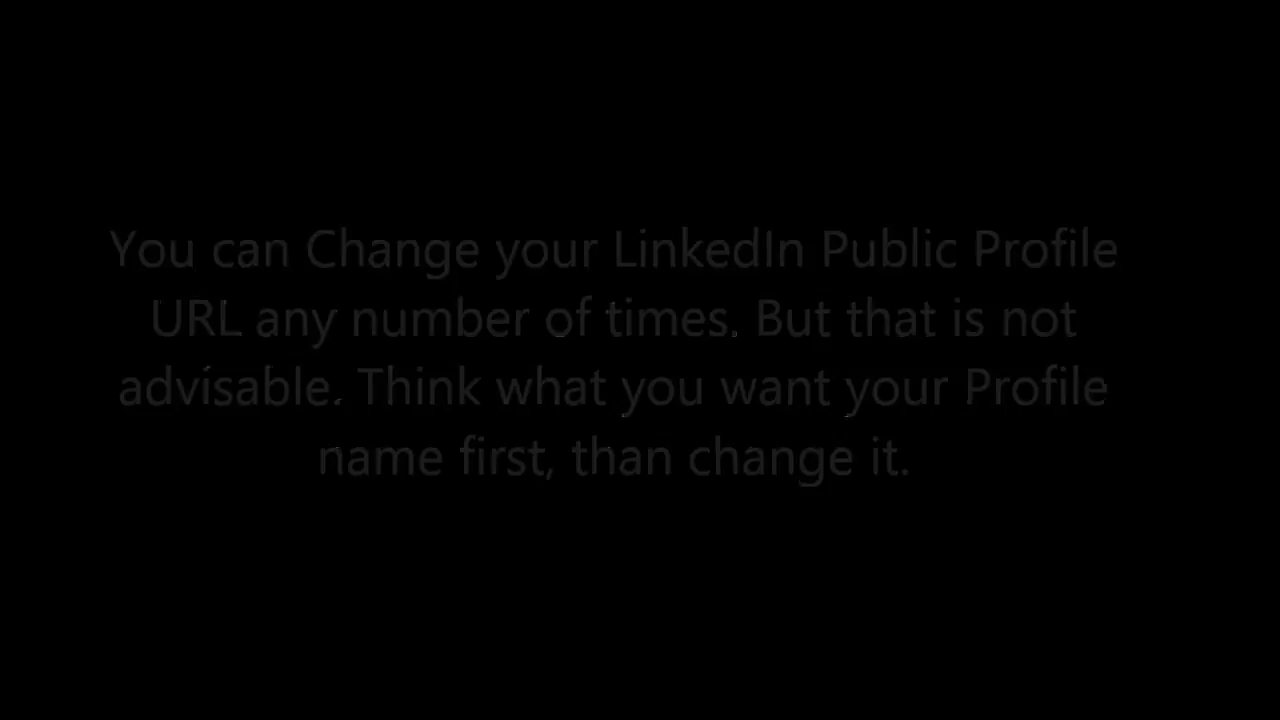 You can Change your LinkedIn Public Profile
URL any number of times. But that is not
advisable. Think what you want your Profile
name first, than change it.